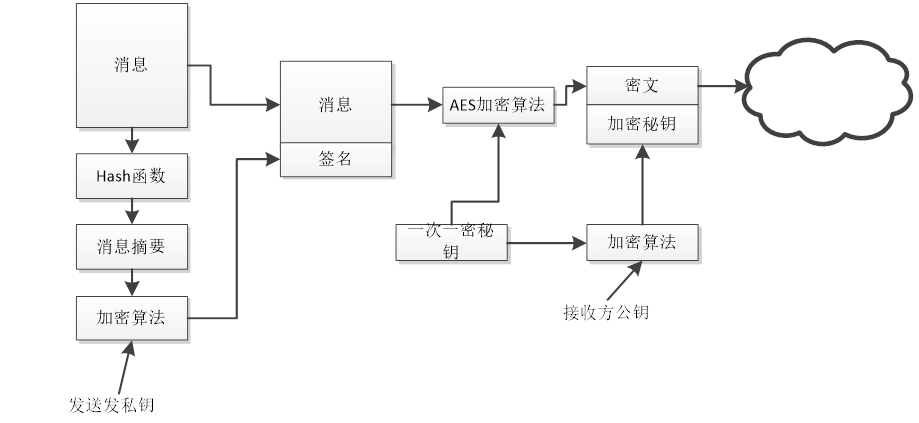 消息
消息
签名
AES加密算法
密文
加密秘钥
Hash函数
消息摘要
加密算法
一次一密秘
钥
加密算法
接收方公钥
发送发私钥